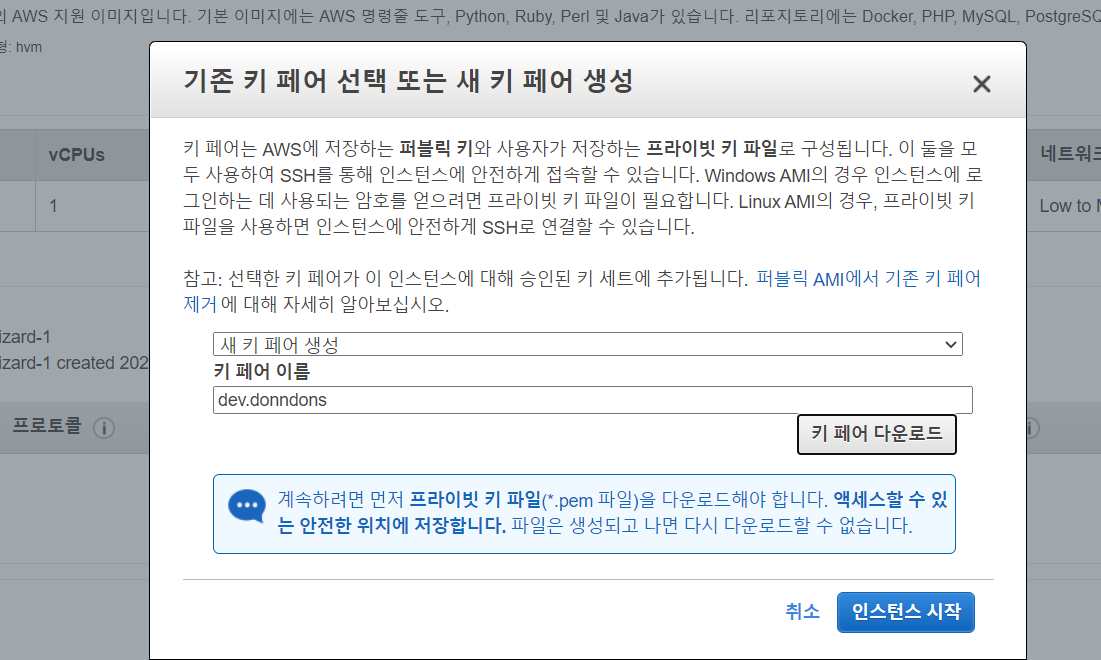 의 AWS 지원 이미지입니다. 기본 이미지에는 AWS 명령줄 도구, Python, Ruby, Perl 및 Java가 있습니다. 리포지토리에는 Docker, PHP, MySQL, PostgreSQ
형: hvm
기존 키 페어 선택 또는 새 키 페어 생성
키 페어는 AWS에 저장하는 퍼블릭 키와 사용자가 저장하는 프라이빗 키 파일로 구성됩니다. 이 둘을 모
두 사용하여 SSH를 통해 인스턴스에 안전하게 접속할 수 있습니다. Windows AMI의 경우 인스턴스에 로
그인하는 데 사용되는 암호를 얻으려면 프라이빗 키 파일이 필요합니다. Linux AMI의 경우, 프라이빗 키
파일을 사용하면 인스턴스에 안전하게 SSH로 연결할 수 있습니다.
vCPUs
네트워크
1
Low to M
참고: 선택한 키 페어가 이 인스턴스에 대해 승인된 키 세트에 추가됩니다. 퍼블릭 AMI에서 기존 키 페어
제거 에 대해 자세히 알아보십시오.
izard-1
izard-1 created 202
새 키 페어 생성
키 페어 이름
dev.donndons
프로토콜
키 페어 다운로드
계속하려면 먼저 프라이빗 키 파일(*.pem 파일)을 다운로드해야 합니다. 액세스할 수 있
는 안전한 위치에 저장합니다. 파일은 생성되고 나면 다시 다운로드할 수 없습니다.
취소
인스턴스 시작